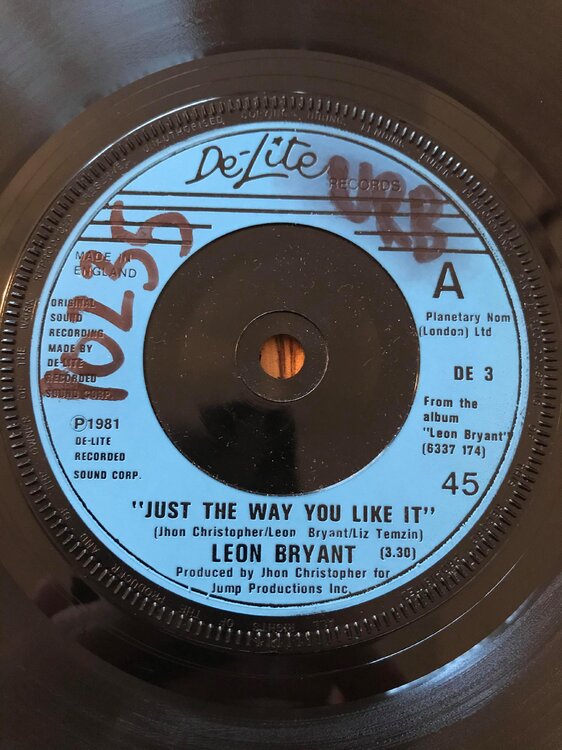 De-Lite
RECORDS
URB
10235
MADE IN
ENGLAND
A
ORIGINAL
SOUND
RECORDING
MADE BY
DE-LITE
RECORDED
SOUND CORP.
Planetary Nom
(London) Ltd
DE 3
Ⓟ1981
DE-LITE
RECORDED
SOUND CORP.
From the
album
"Leon Bryant"
(6337 174)
45
"JUST THE WAY YOU LIKE IT"
(Jhon Christopher/Leon Bryant/Liz Temzin)
LEON BRYANT (3.30)
Produced by Jhon Christopher for
Jump Productions Inc.